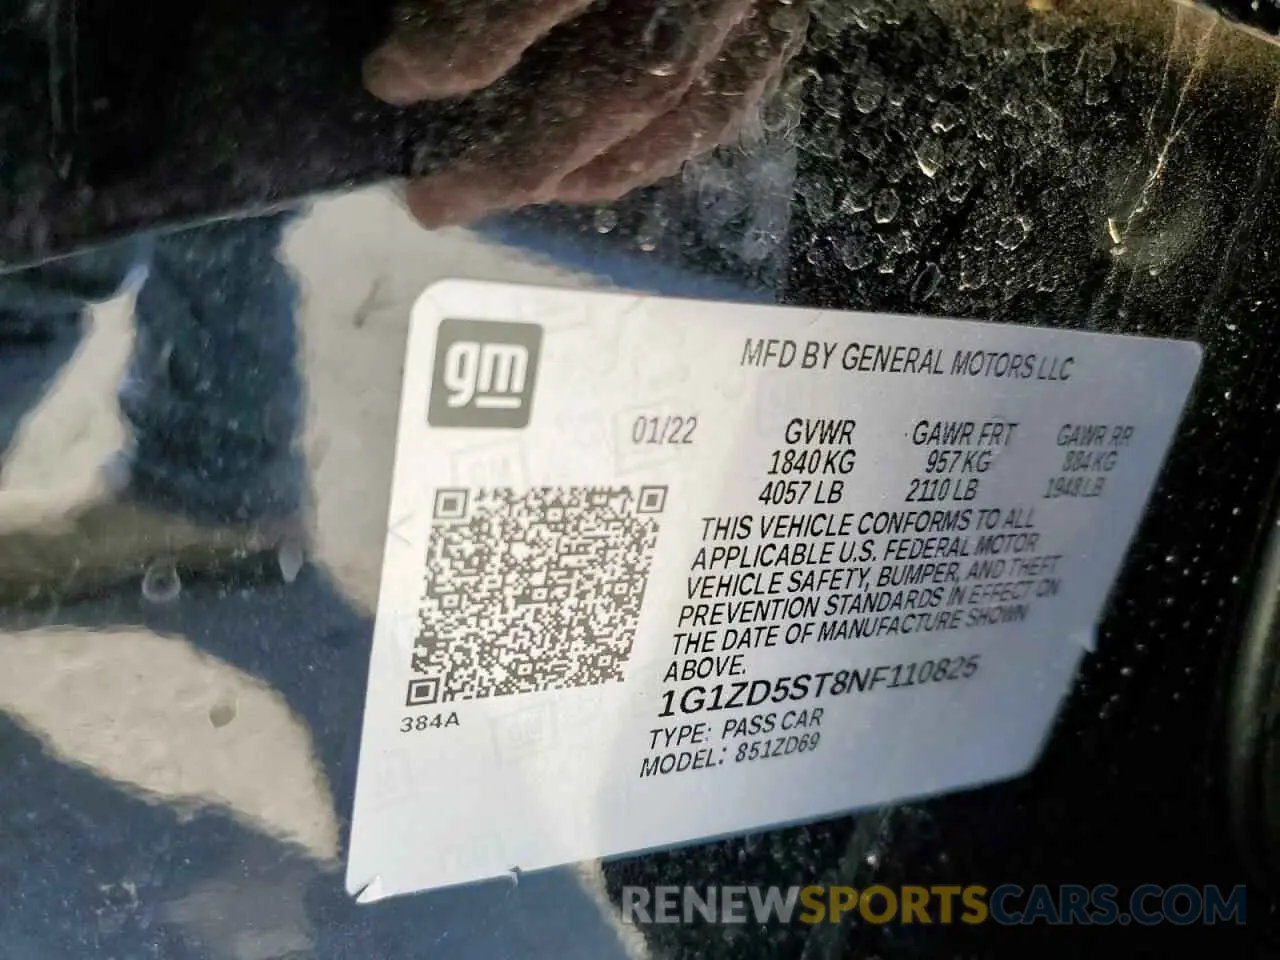 gm
MFD BY GENERAL MOTORS LLC
01/22
GVWR GAWR FRT GAWR RR
1840 KG 957 KG 884 KG
4057 LB 2110 LB 1948 LB
THIS VEHICLE CONFORMS TO ALL
APPLICABLE U.S. FEDERAL MOTOR
VEHICLE SAFETY, BUMPER, AND THEFT
PREVENTION STANDARDS IN EFFECT ON
THE DATE OF MANUFACTURE SHOWN
ABOVE.
1G1ZD5ST8NF110825
TYPE: PASS CAR
MODEL: 851ZD69
384A
RENEWSPORTSCARS.COM